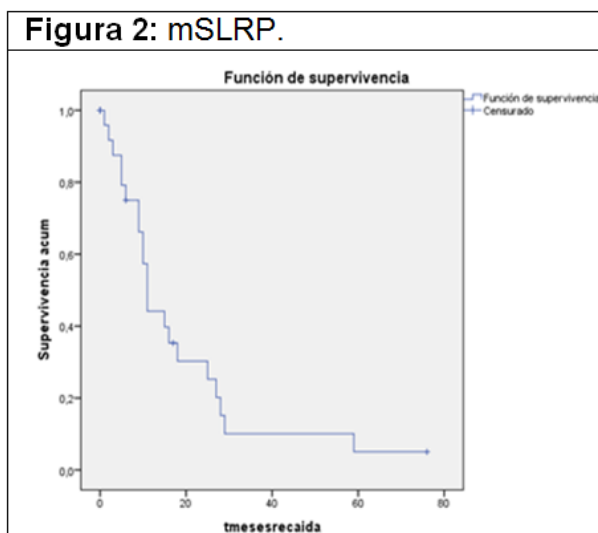 Figura 2: mSLRP.
Función de supervivencia
Función de supervivencia
Censurado
Supervivencia acum
1,0
0,8
0,6
0,4
0,2
0,0
0 20 40 60 80
tmesesrecaida